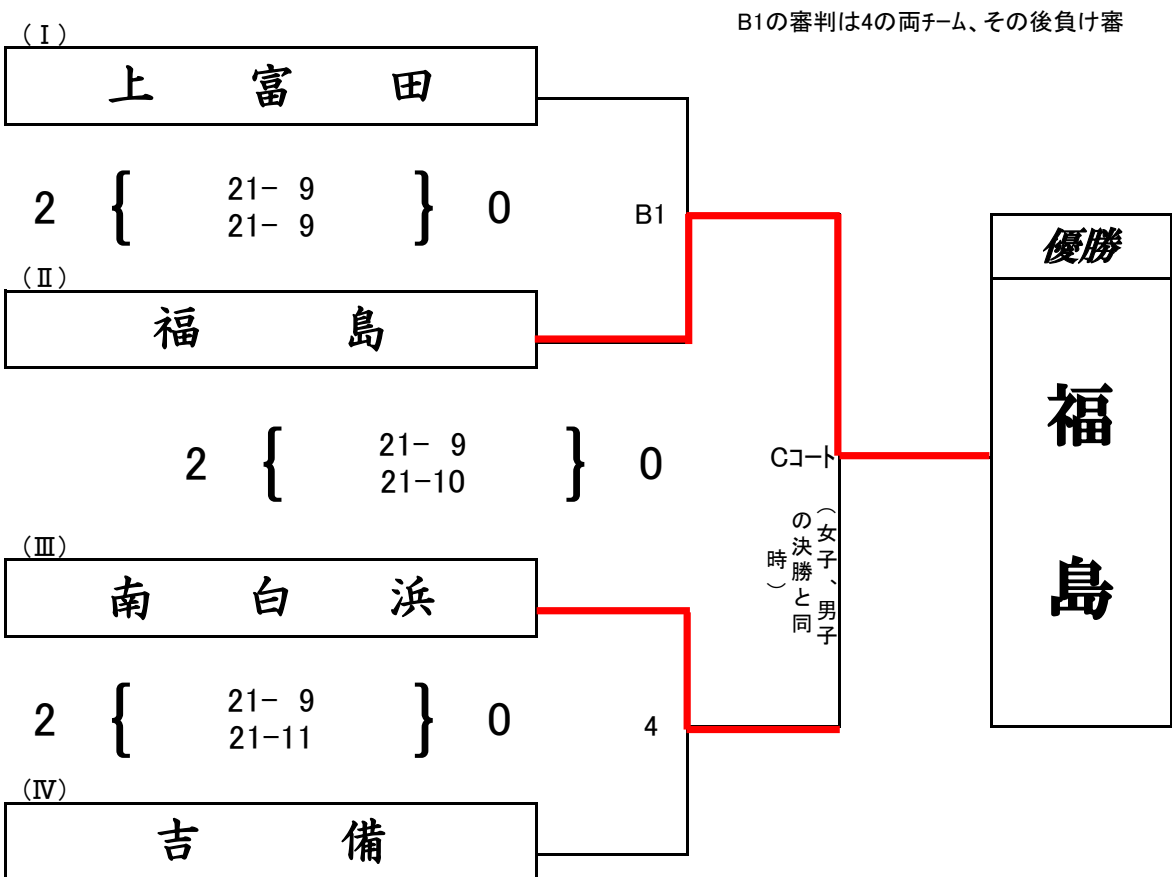 B1の審判は4の両チーム、その後負け審
（Ⅰ）
上富田
2 { 21- 9 } 0
21- 9
B1
（Ⅱ）
福島
2 { 21- 9 } 0
21-10
Cコート
（女子、男子
の決勝と同
時）
（Ⅲ）
南白浜
2 { 21- 9 } 0
21-11
4
（Ⅳ）
吉備
優勝
福島